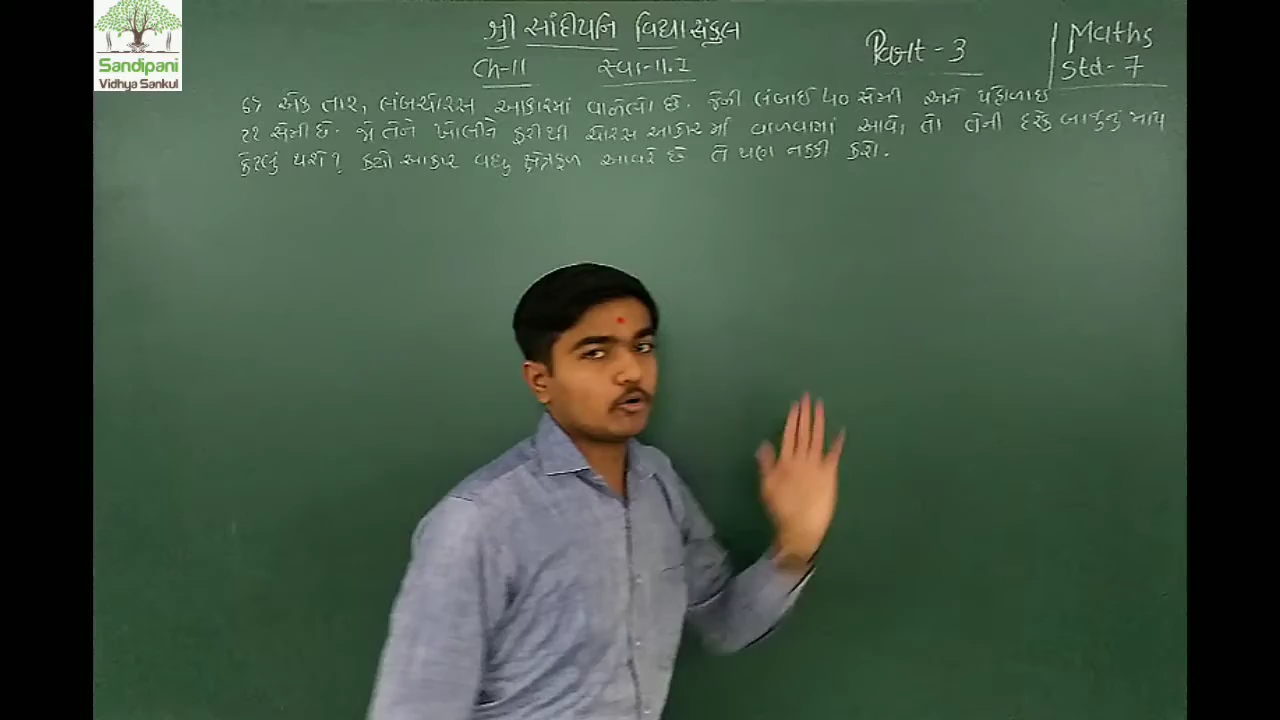 Sandipani
Vidhya Sankul
શ્રી સાંદીપનિ વિદ્યાસંકુલ
Ch-11 સ્વા-11.1
Part - 3
Maths
Std- 7
6) એક તાર, લંબચોરસ આકારમાં વાળેલો છે. જેની લંબાઈ ૪૦ સેમી અને પહોળાઈ
૨૨ સેમી છે. જો તેને ખોલીને ફરીથી ચોરસ આકારમાં વાળવામાં આવે, તો તેની દરેક બાજુનું માપ
કેટલું થશે? કયો આકાર વધુ ક્ષેત્રફળ આવરે છે તે પણ નક્કી કરો.